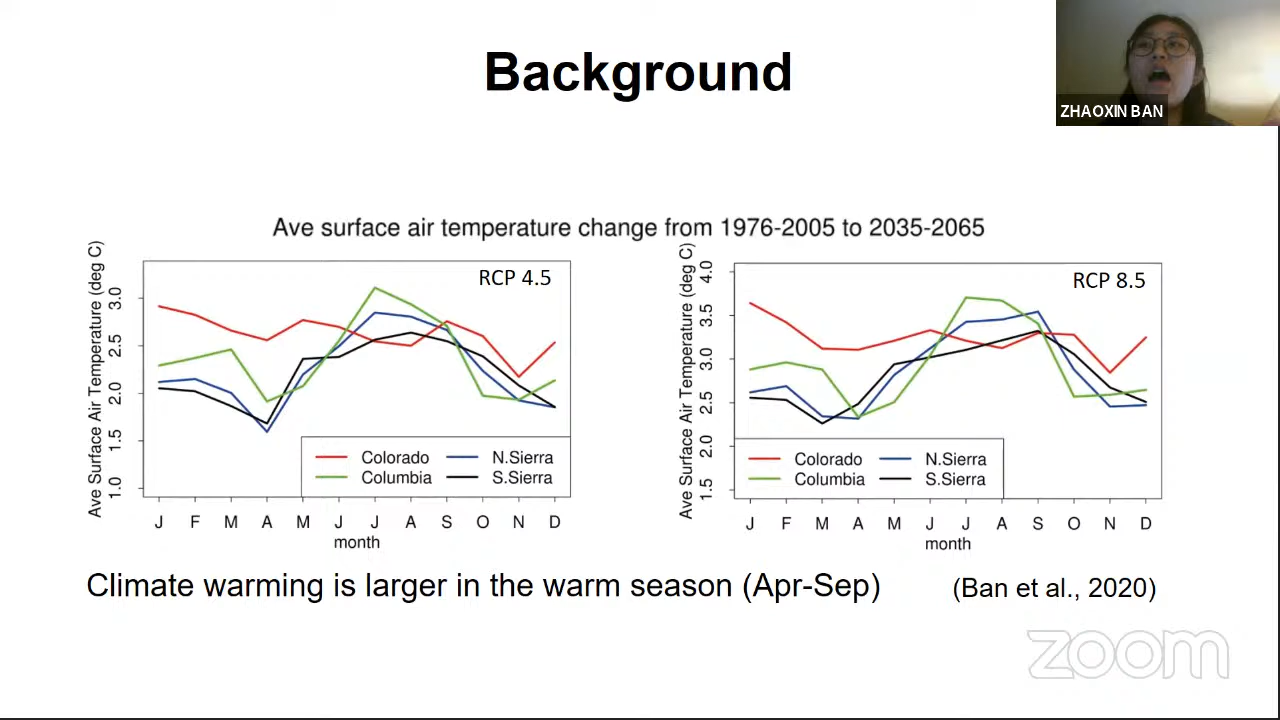 Background
ZHAOXIN BAN
Ave surface air temperature change from 1976-2005 to 2035-2065
Ave Surface Air Temperature (deg C)
3.0
2.5
2.0
1.5
1.0
RCP 4.5
Colorado
Columbia
N.Sierra
S.Sierra
J F M A M J J A S O N D
month
Ave Surface Air Temperature (deg C)
4.0
3.5
3.0
2.5
2.0
1.5
RCP 8.5
Colorado
Columbia
N.Sierra
S.Sierra
J F M A M J J A S O N D
month
Climate warming is larger in the warm season (Apr-Sep)
(Ban et al., 2020)
zoom